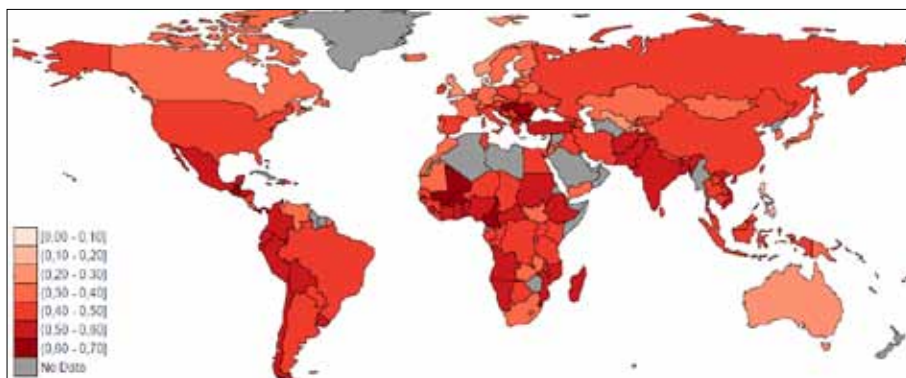 [0,00 - 0,10]
(0,10 - 0,20]
(0,20 - 0,30]
(0,30 - 0,40]
(0,40 - 0,50]
(0,50 - 0,60]
(0,60 - 0,70]
No Data